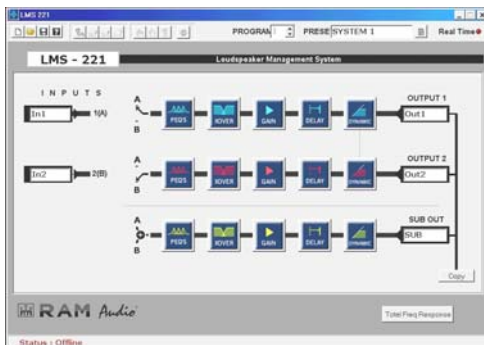 LMS 221
PROGRAM 1 PRESET SYSTEM 1 Real Time
LMS - 221 Loudspeaker Management System
INPUTS
A OUTPUT 1
In1 1(A) PEQS XOVER GAIN DELAY DYNAMIC Out1
B
A OUTPUT 2
In2 2(B) PEQS XOVER GAIN DELAY DYNAMIC Out2
B
A SUB OUT
PEQS XOVER GAIN DELAY DYNAMIC SUB
B
Copy
RAM Audio Total Freq Response
Status : Offline